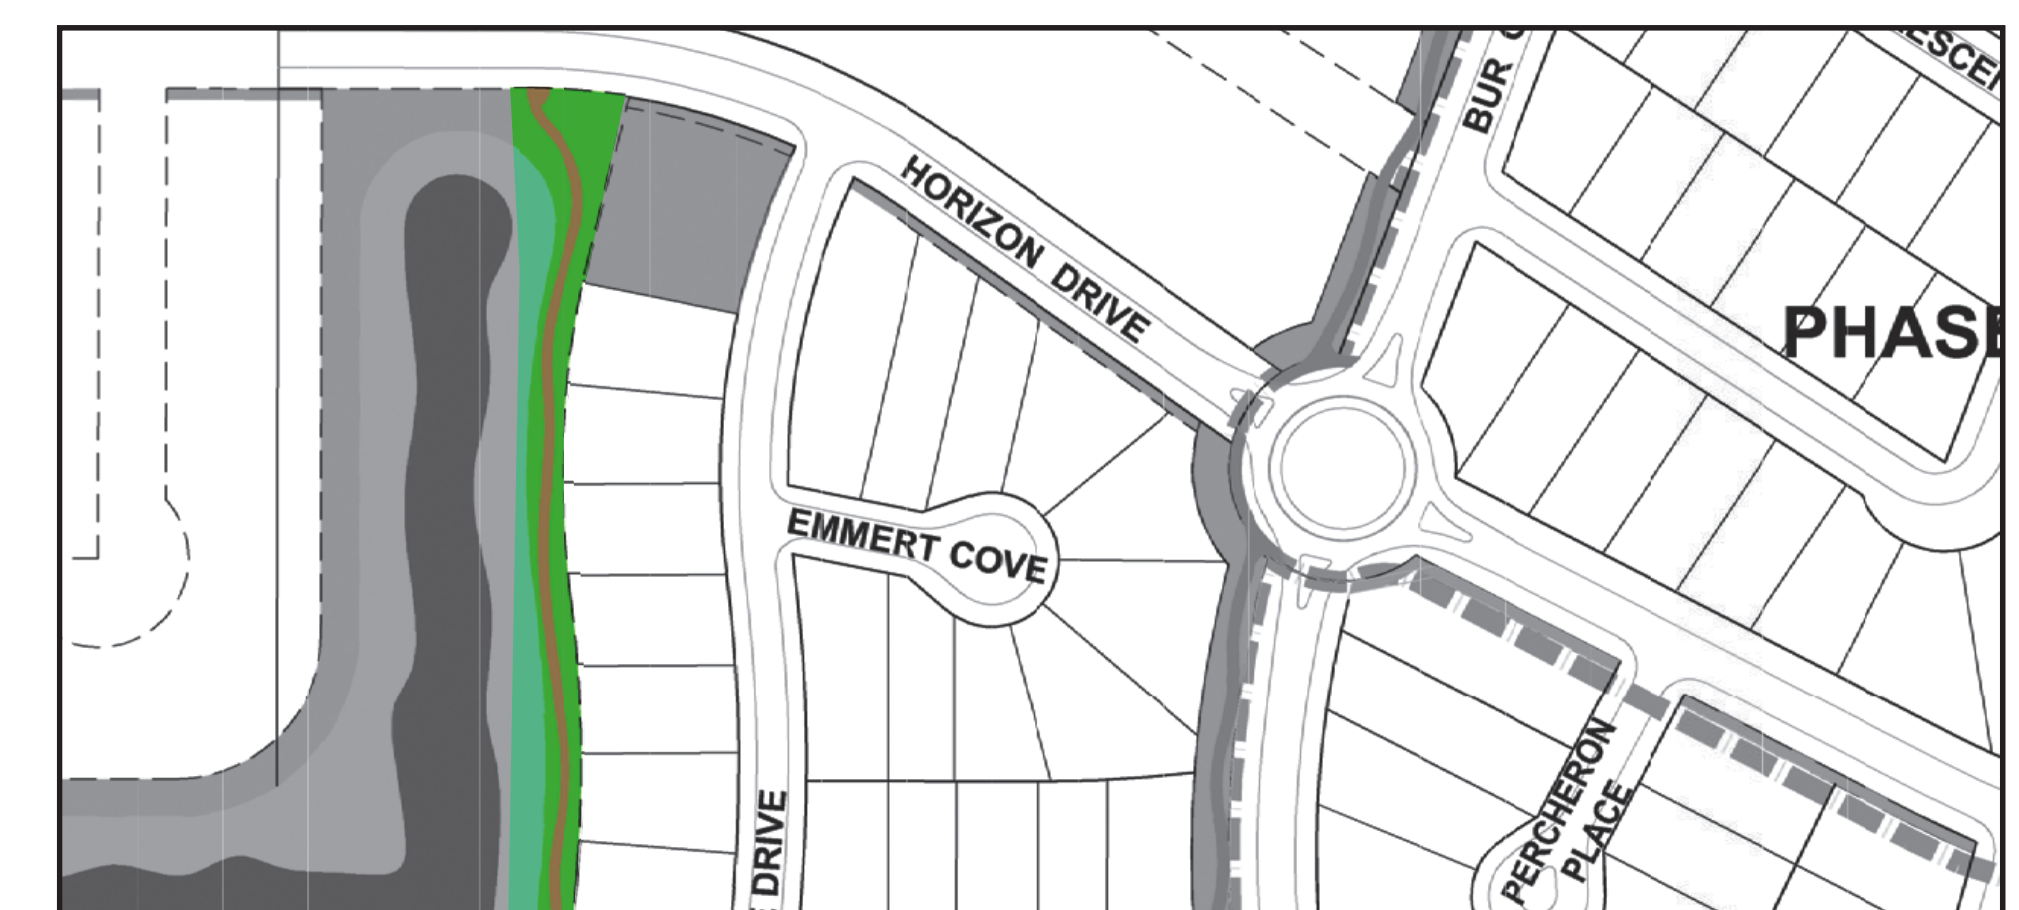 BUR
HORIZON DRIVE
PHASE
EMMERT COVE
PERCHERON
PLACE
DRIVE